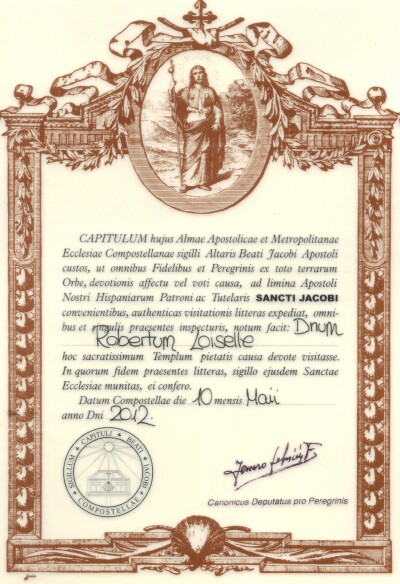 CAPITULUM hujus Almae Apostolicae et Metropolitanae
Ecclesiae Compostellanae sigilli Altaris Beati Jacobi Apostoli
custos, ut omnibus Fidelibus et Peregrinis ex toto terrarum
Orbe, devotionis affectu vel voti causa, ad limina Apostoli
Nostri Hispaniarum Patroni ac Tutelaris SANCTI JACOBI
convenientibus, authenticas visitationis litteras expediat, omni-
bus et singulis praesentes inspecturis, notum facit: Dnum
Robertum Loiselle
hoc sacratissimum Templum pietatis causa devote visitasse.
In quorum fidem praesentes litteras, sigillo ejusdem Sanctae
Ecclesiae munitas, ei confero.
Datum Compostellae die 10 mensis Maii
anno Dni 2012
SIGILLUM CAPITULI BEATI JACOBI COMPOSTELLAE
Canonicus Deputatus pro Peregrinis